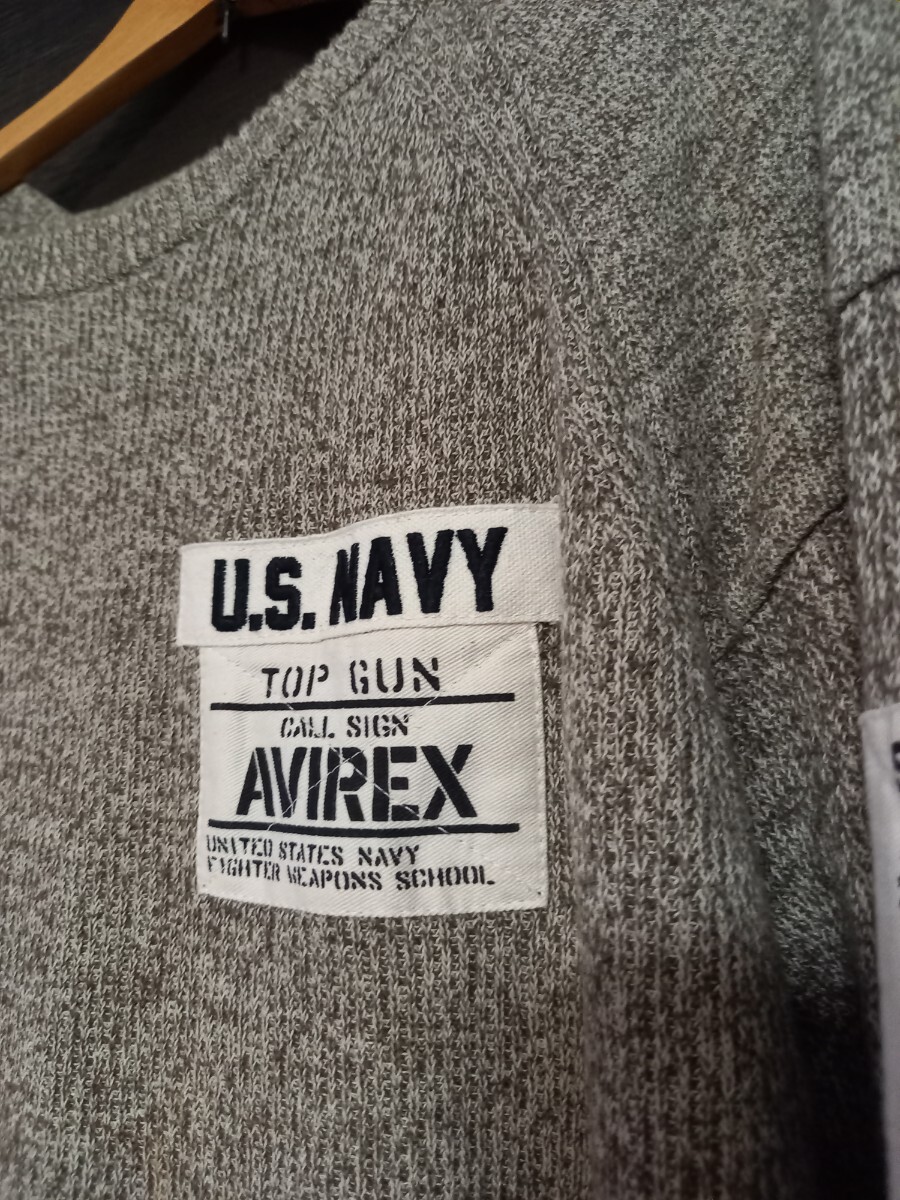 U.S. NAVY
TOP GUN
CALL SIGN
AVIREX
UNITED STATES NAVY
FIGHTER WEAPONS SCHOOL